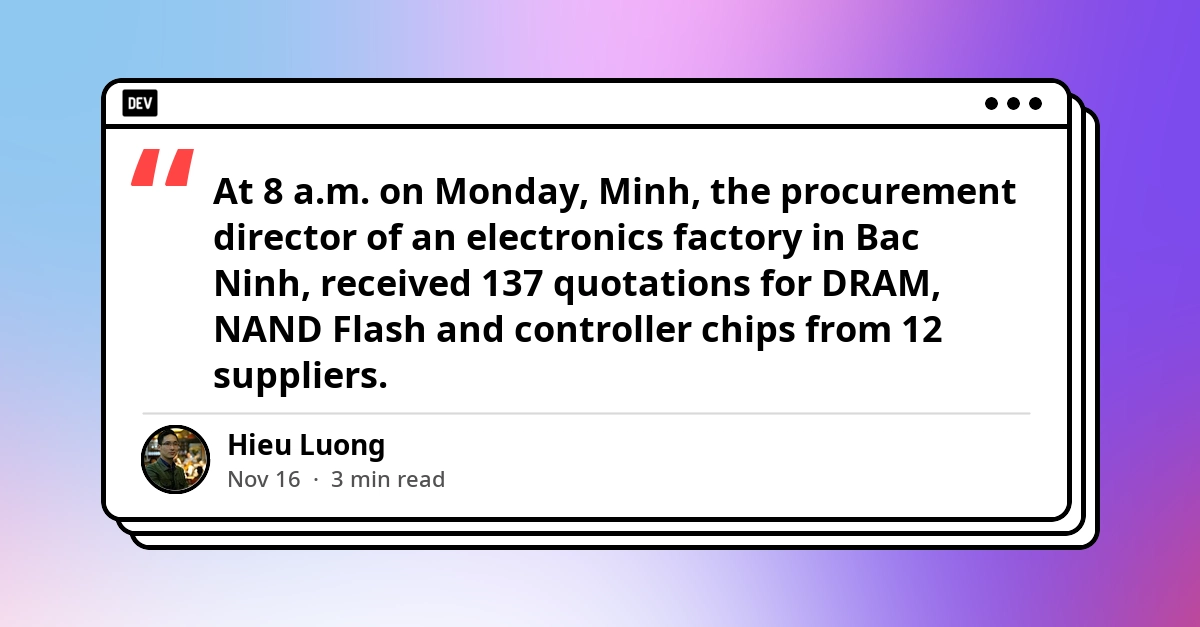 DEV
“
At 8 a.m. on Monday, Minh, the procurement
director of an electronics factory in Bac
Ninh, received 137 quotations for DRAM,
NAND Flash and controller chips from 12
suppliers.
Hieu Luong
Nov 16 · 3 min read